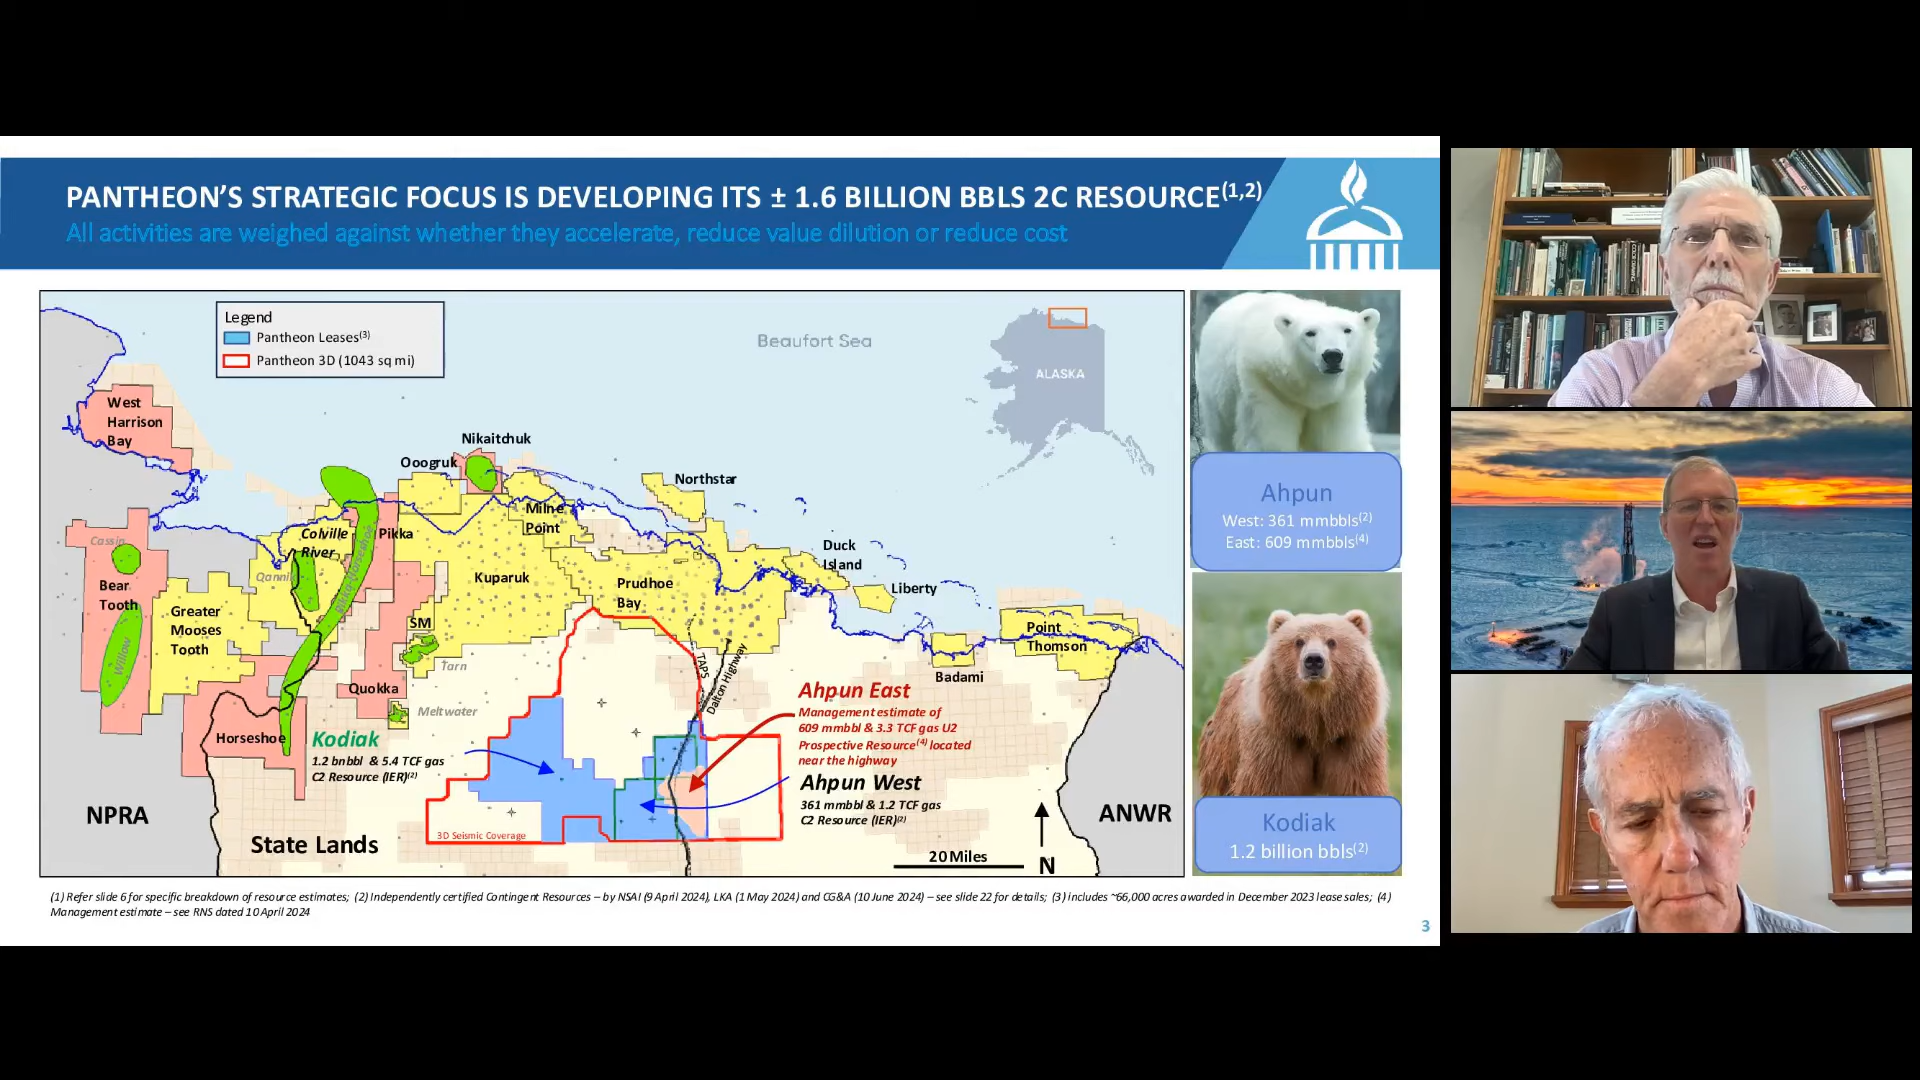 PANTHEON'S STRATEGIC FOCUS IS DEVELOPING ITS ± 1.6 BILLION BBLS 2C RESOURCE(1,2)
All activities are weighed against whether they accelerate, reduce value dilution or reduce cost
Legend
Pantheon Leases(3)
Pantheon 3D (1043 sq mi)
Beaufort Sea
ALASKA
West
Harrison
Bay
Nikaitchuk
Ooogruk
Northstar
Milne
Point
Colville
River
Pikka
Cassin
Duck
Island
Bear
Tooth
Qannik
Kuparuk
Prudhoe
Bay
Liberty
Greater
Mooses
Tooth
SM
Point
Thomson
Willow
Tarn
TAPS
Dalton Highway
Badami
Quokka
Meltwater
Horseshoe
Kodiak
1.2 bnbbl & 5.4 TCF gas
C2 Resource (IER)(2)
Ahpun East
Management estimate of
609 mmbbl & 3.3 TCF gas U2
Prospective Resource(4) located
near the highway
Ahpun West
361 mmbbl & 1.2 TCF gas
C2 Resource (IER)(2)
NPRA
State Lands
3D Seismic Coverage
ANWR
20 Miles
N
Ahpun
West: 361 mmbbls(2)
East: 609 mmbbls(4)
Kodiak
1.2 billion bbls(2)
(1) Refer slide 6 for specific breakdown of resource estimates; (2) Independently certified Contingent Resources – by NSAI (9 April 2024), LKA (1 May 2024) and CG&A (10 June 2024) – see slide 22 for details; (3) includes ~66,000 acres awarded in December 2023 lease sales; (4)
Management estimate – see RNS dated 10 April 2024
3